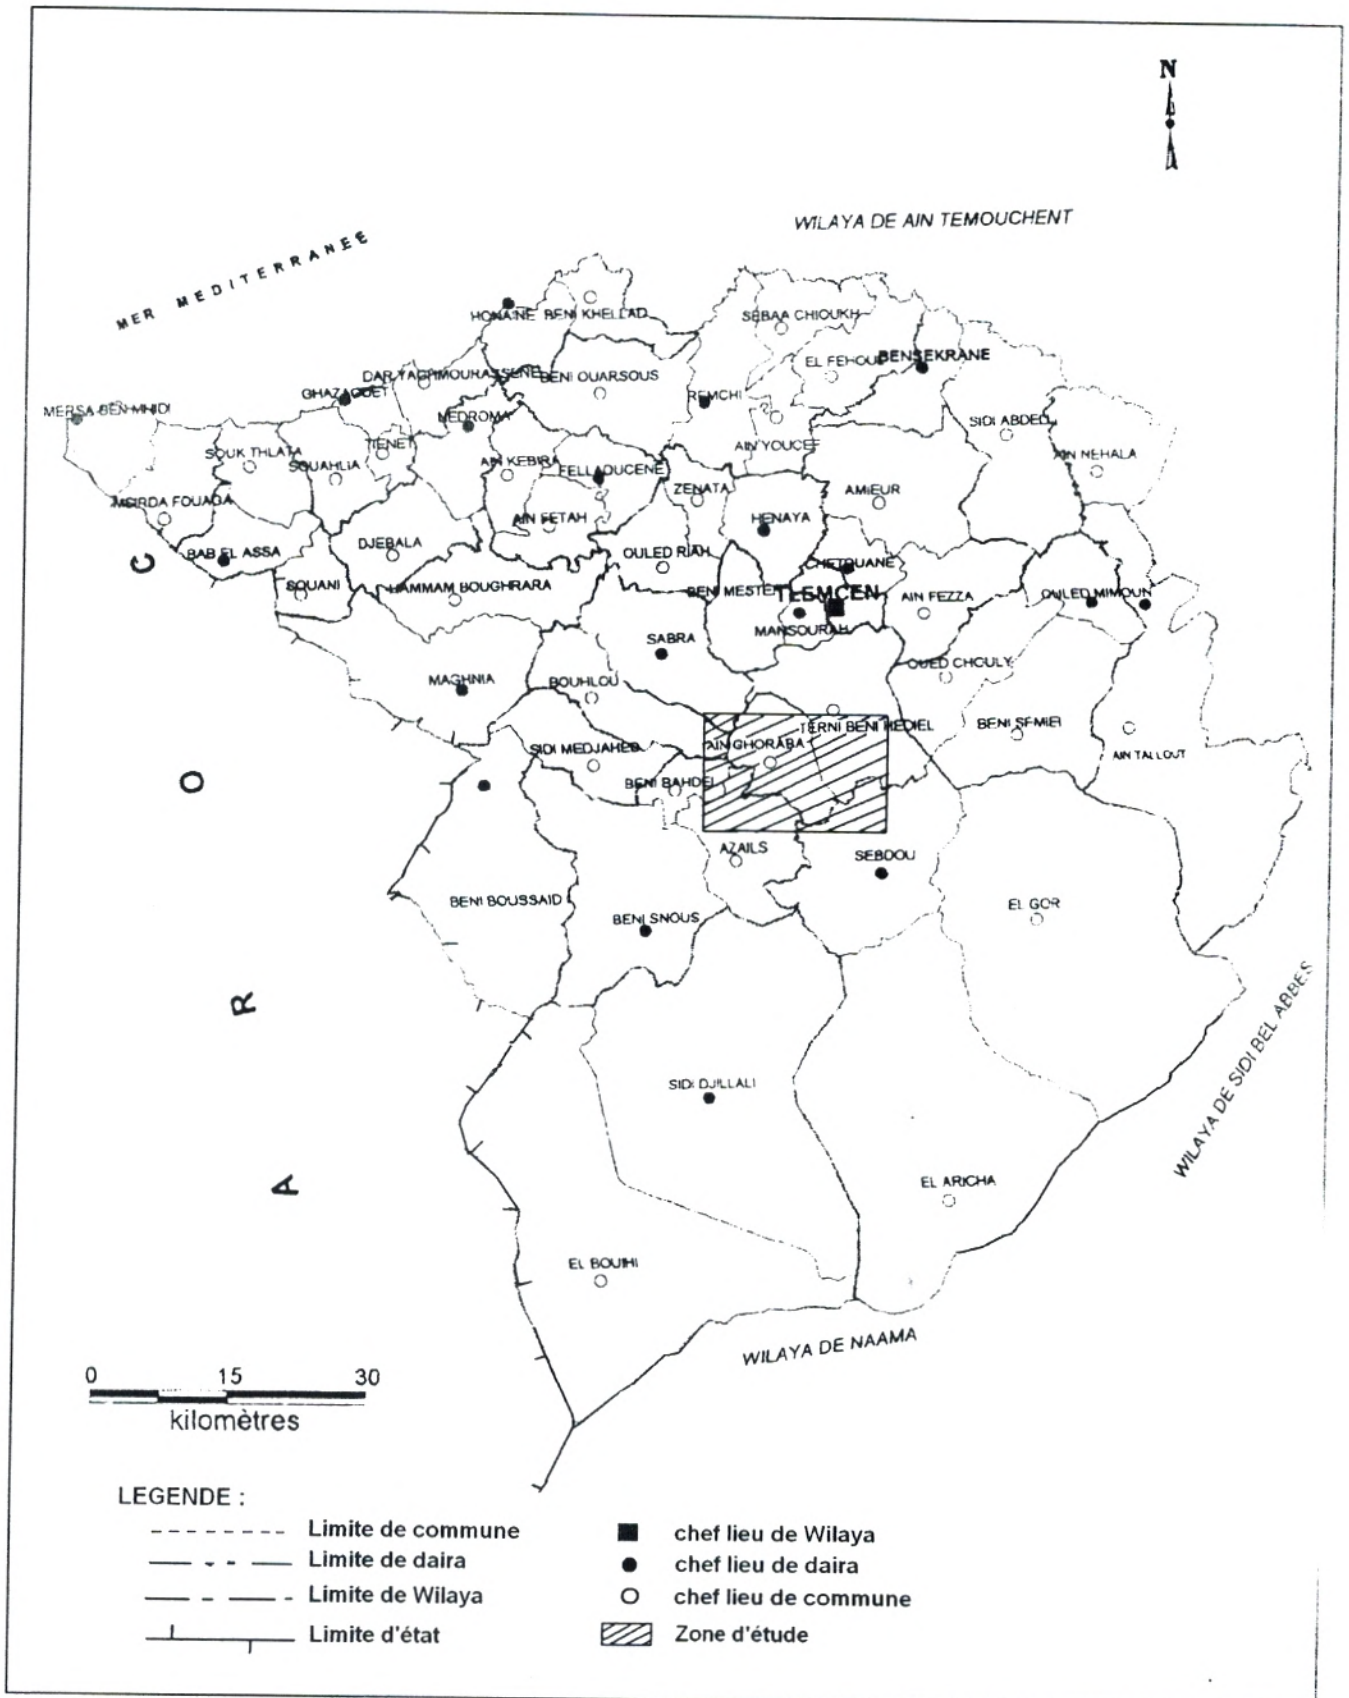 N
WILAYA DE AIN TEMOUCHENT
MER MEDITERRANEE
HONAINE
BENI KHELLAD
SEBAA CHIOUKH
EL FEHOUL
BENSEKRANE
DAR YAGHMOURASSENE
BENI OUARSOUS
GHAZAOUET
REMCHI
MERSA BEN MHIDI
NEDROMA
SIDI ABDELI
TIENET
AIN YOUCEF
SOUK THLATA
SOUAHLIA
AIN KEBIRA
FELLAOUCENE
AIN NEHALA
ZENATA
AMIEUR
MSIRDA FOUAGA
AIN FETAH
HENAYA
DJEBALA
BAB EL ASSA
OULED RIAH
CHETOUANE
C
SOUANI
HAMMAM BOUGHRARA
BENI MESTER
TLEMCEN
AIN FEZZA
OULED MIMOUN
SABRA
MANSOURAH
OUED CHOULY
MAGHNIA
BOUHLOU
TERNI BENI HEDIEL
BENI SEMIEL
SIDI MEDJAHED
AIN GHORABA
AIN TALLOUT
O
BENI BAHDEL
AZAILS
SEBDOU
BENI BOUSSAID
BENI SNOUS
EL GOR
R
WILAYA DE SIDI BEL ABBES
SIDI DJILLALI
A
EL ARICHA
EL BOUIHI
WILAYA DE NAAMA
0 15 30
kilomètres
LEGENDE :
Limite de commune
Limite de daira
Limite de Wilaya
Limite d'état
chef lieu de Wilaya
chef lieu de daira
chef lieu de commune
Zone d'étude